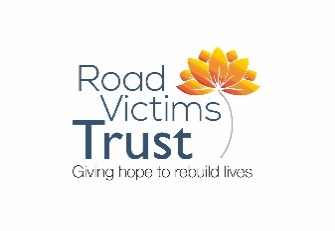 Road
Victims
Trust
Giving hope to rebuild lives